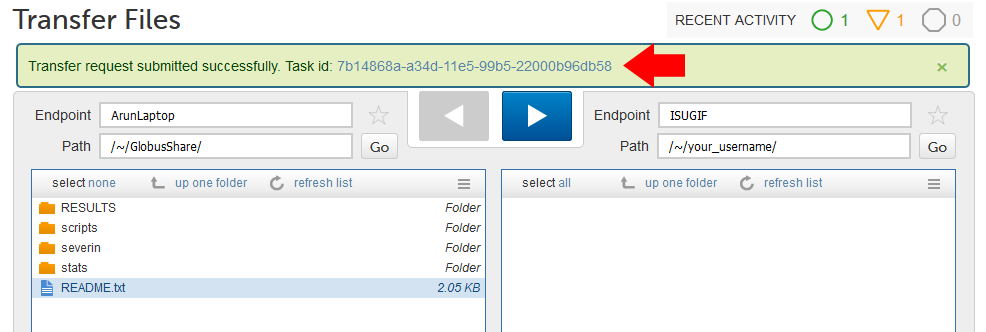 Transfer Files
RECENT ACTIVITY 1 1 0
Transfer request submitted successfully. Task id: 7b14868a-a34d-11e5-99b5-22000b96db58 ×
Endpoint ArunLaptop
Path /~/GlobusShare/ Go
Endpoint ISUGIF
Path /~/your_username/ Go
select none up one folder refresh list
RESULTS Folder
scripts Folder
severin Folder
stats Folder
README.txt 2.05 KB
select all up one folder refresh list